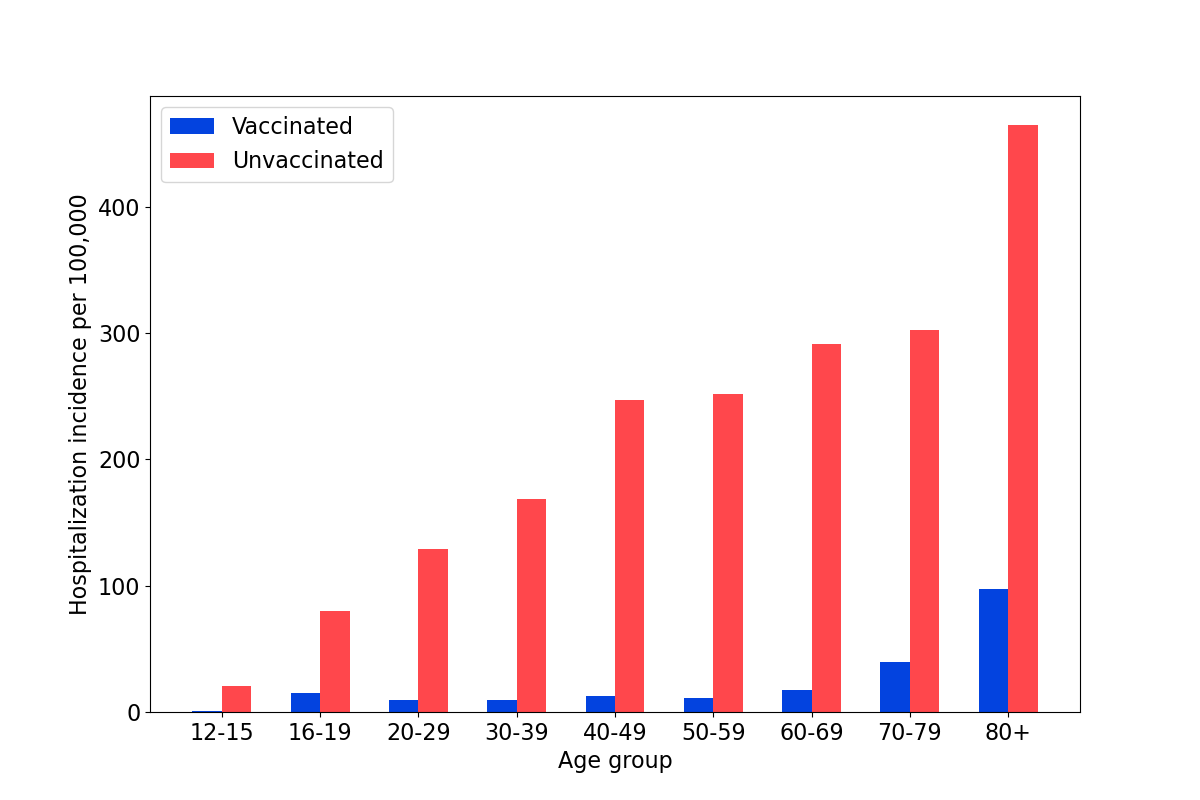 Vaccinated
Unvaccinated
Hospitalization incidence per 100,000
400
300
200
100
0
12-15 16-19 20-29 30-39 40-49 50-59 60-69 70-79 80+
Age group